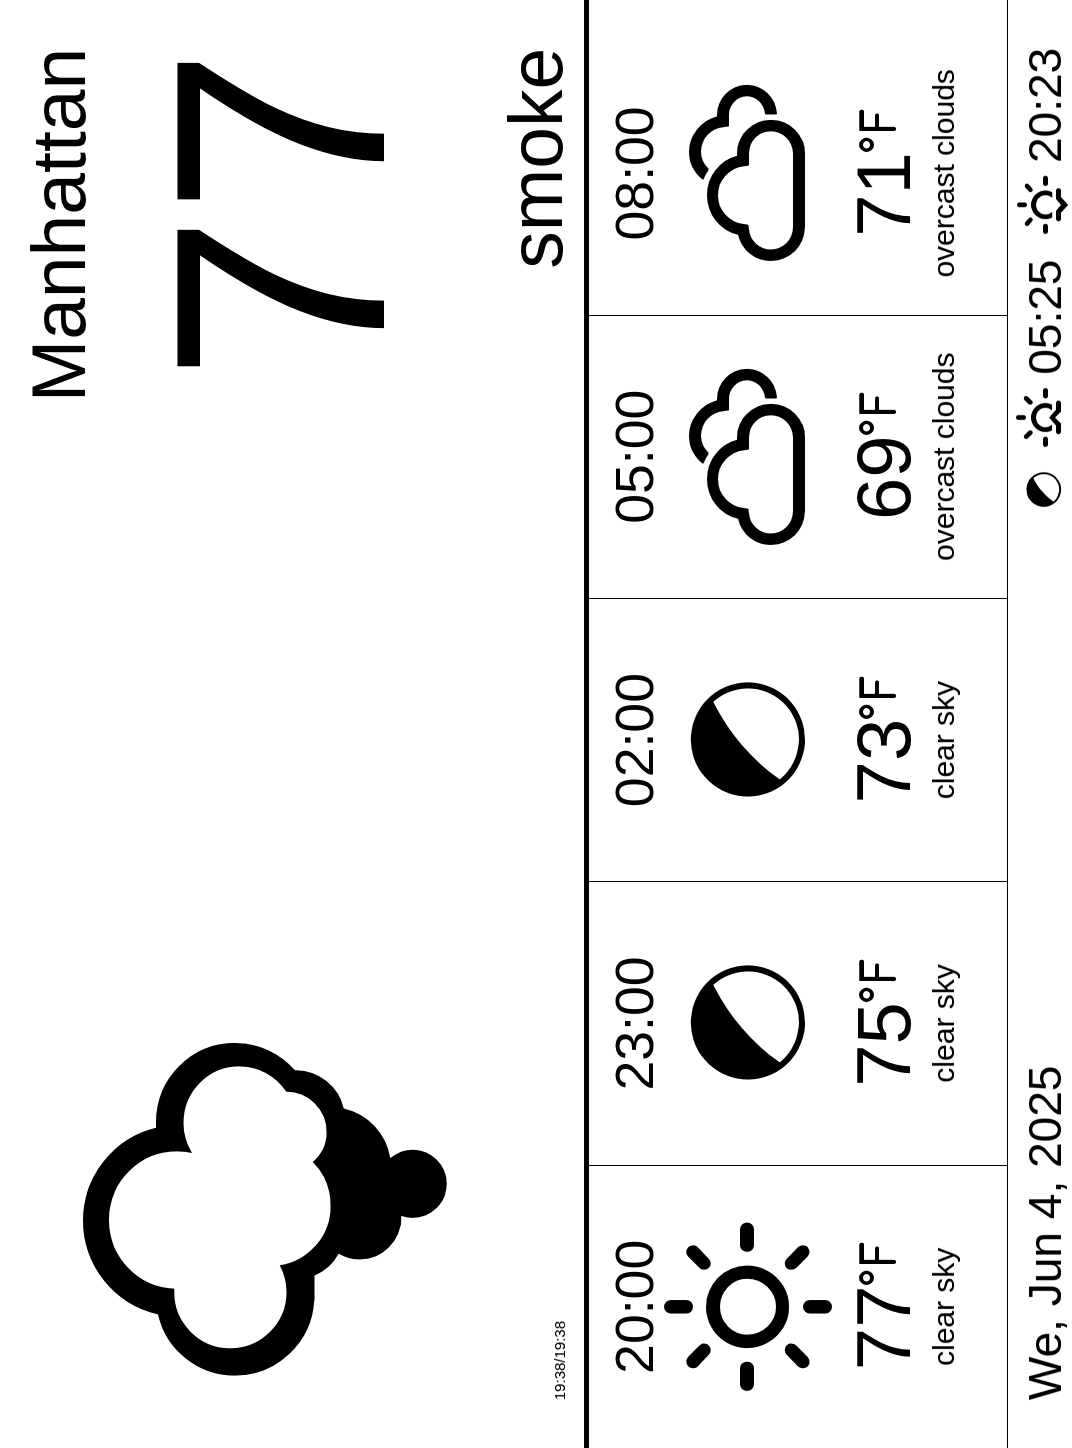 Manhattan
77
smoke
19:38/19:38
20:00
77°F
clear sky
23:00
75°F
clear sky
02:00
73°F
clear sky
05:00
69°F
overcast clouds
08:00
71°F
overcast clouds
We, Jun 4, 2025
05:25 20:23